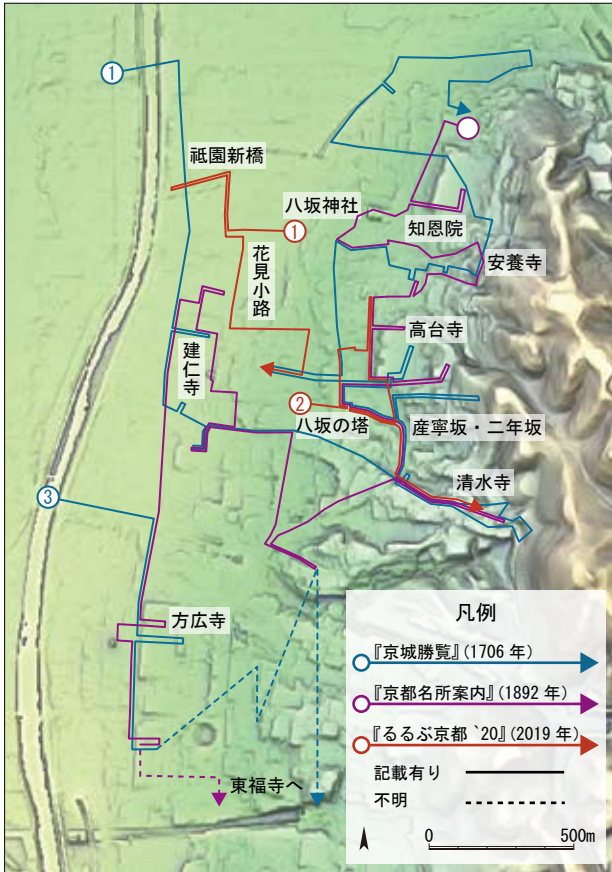 ①
祇園新橋
八坂神社
①
花見小路
知恩院
安養寺
建仁寺
高台寺
②
八坂の塔
産寧坂・二年坂
清水寺
③
方広寺
東福寺へ
凡例
『京城勝覧』(1706 年)
『京都名所案内』(1892 年)
『るるぶ京都 `20』(2019 年)
記載有り
不明
0 500m